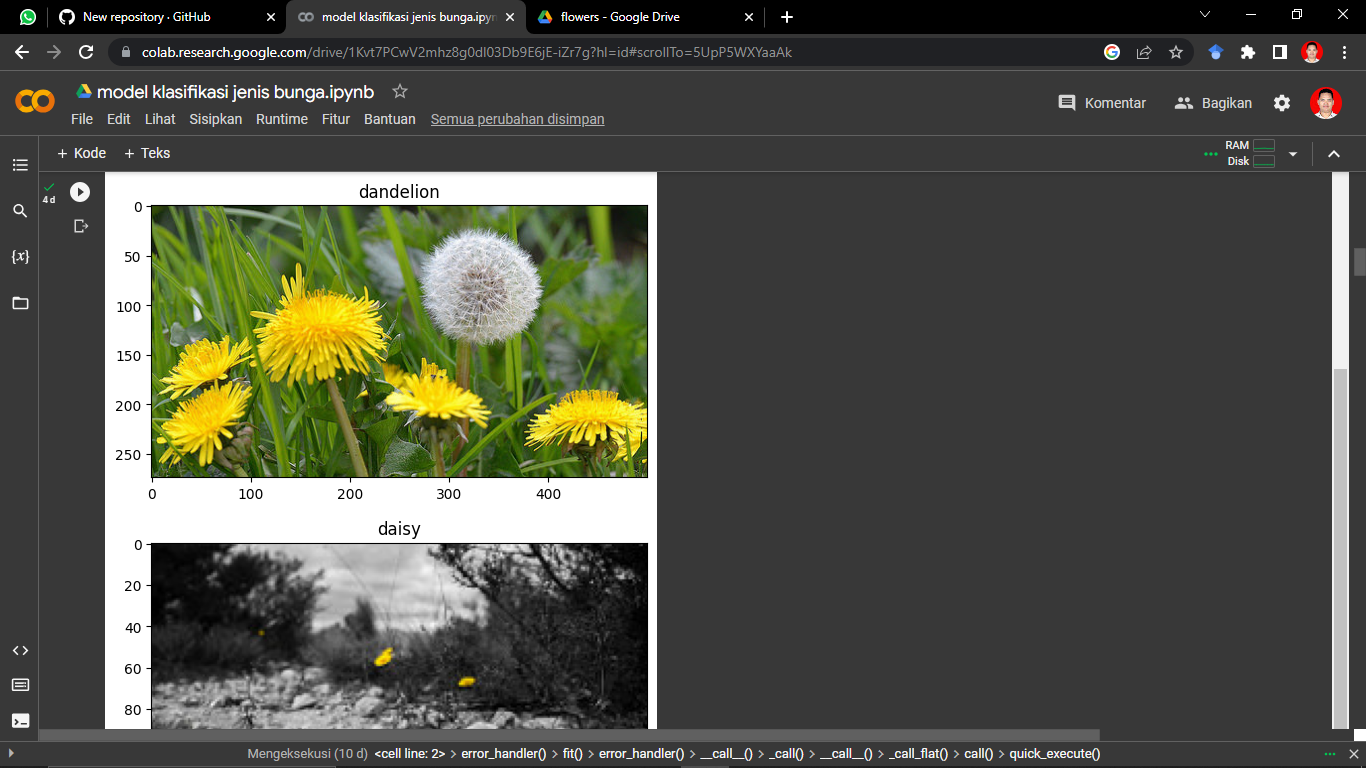 New repository · GitHub
model klasifikasi jenis bunga.ipyn
flowers - Google Drive
colab.research.google.com/drive/1Kvt7PCwV2mhz8g0dI03Db9E6jE-iZr7g?hl=id#scrollTo=5UpP5WXYaaAk
model klasifikasi jenis bunga.ipynb
Komentar
Bagikan
File Edit Lihat Sisipkan Runtime Fitur Bantuan Semua perubahan disimpan
+ Kode + Teks
RAM
Disk
4 d
{x}
dandelion
0
50
100
150
200
250
0 100 200 300 400
daisy
0
20
40
60
80
Mengeksekusi (10 d) <cell line: 2> > error_handler() > fit() > error_handler() > __call__() > _call() > __call__() > _call_flat() > call() > quick_execute()